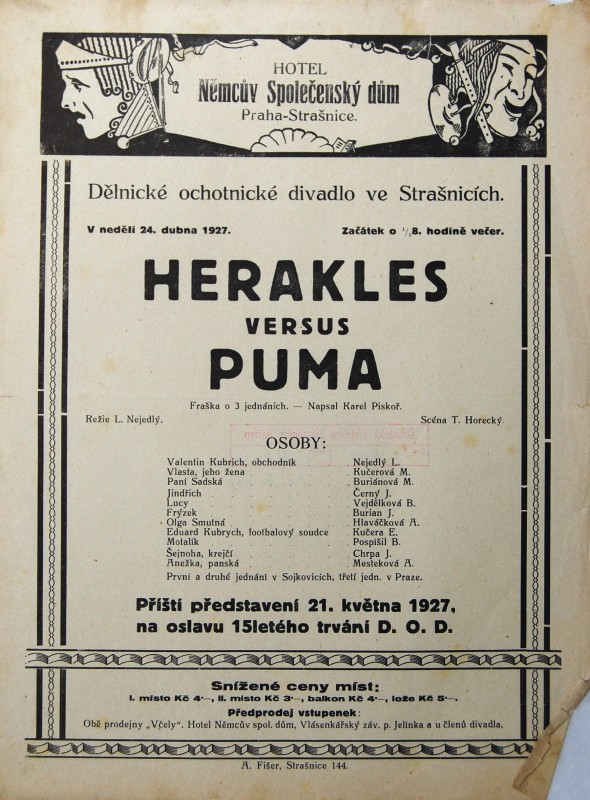 HOTEL
Němcův Společenský dům
Praha-Strašnice.
Dělnické ochotnické divadlo ve Strašnicích.
V neděli 24. dubna 1927. Začátek o ½8. hodině večer.
HERAKLES
VERSUS
PUMA
Fraška o 3 jednáních. — Napsal Karel Piskoř.
Režie L. Nejedlý. Scéna T. Horecký.
OSOBY:
Valentin Kubrich, obchodník Nejedlý L.
Vlasta, jeho žena Kučerová M.
Paní Sadská Buriánová M.
Jindřich Černý J.
Lucy Vejdělková B.
Frýzek Burian J.
Olga Smutná Hlaváčková A.
Eduard Kubrych, footbalový soudce Kučera E.
Motalík Pospíšil B.
Šejnoha, krejčí Chrpa J.
Anežka, panská Mesteková A.
První a druhé jednání v Sojkovicích, třetí jedn. v Praze.
Příští představení 21. května 1927,
na oslavu 15letého trvání D. O. D.
Snížené ceny míst:
I. místo Kč 4·–, II. místo Kč 3·–, balkon Kč 4·–, lože Kč 5·–.
Předprodej vstupenek:
Obě prodejny „Včely". Hotel Němcův spol. dům, Vlásenkářský záv. p. Jelínka a u členů divadla.
A. Fišer, Strašnice 144.